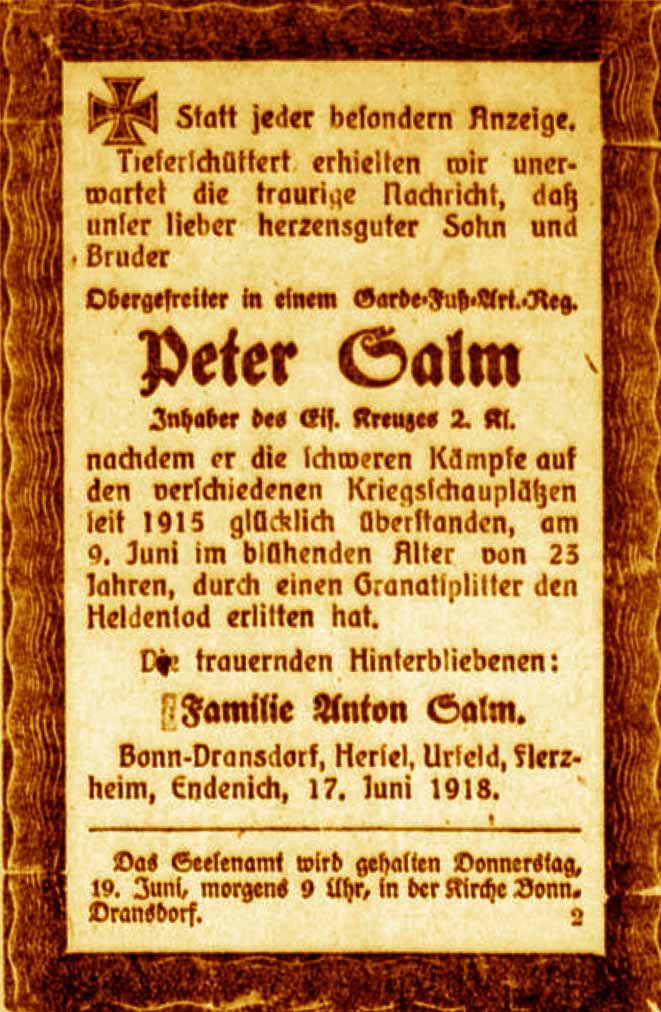 Statt jeder besondern Anzeige.
Tieferschüttert erhielten wir uner-
wartet die traurige Nachricht, daß
unser lieber herzensguter Sohn und
Bruder
Obergefreiter in einem Garde-Fuß-Art.-Reg.
Peter Salm
Inhaber des Eis. Kreuzes 2. Kl.
nachdem er die schweren Kämpfe auf
den verschiedenen Kriegsschauplätzen
seit 1915 glücklich überstanden, am
9. Juni im blühenden Alter von 23
Jahren, durch einen Granatsplitter den
Heldentod erlitten hat.
Die trauernden Hinterbliebenen:
Familie Anton Salm.
Bonn-Dransdorf, Hersel, Urfeld, Flerz-
heim, Endenich, 17. Juni 1918.
Das Seelenamt wird gehalten Donnerstag,
19. Juni, morgens 9 Uhr, in der Kirche Bonn-
Dransdorf. 2